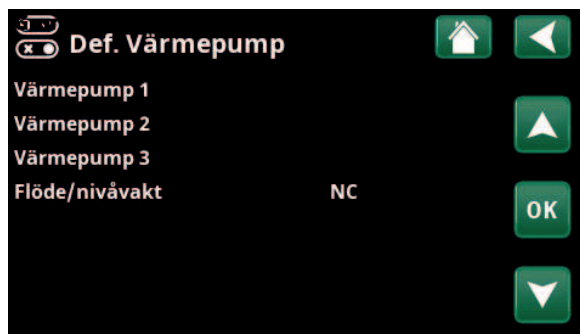 Def. Värmepump
Värmepump 1
Värmepump 2
Värmepump 3
Flöde/nivåvakt NC
OK